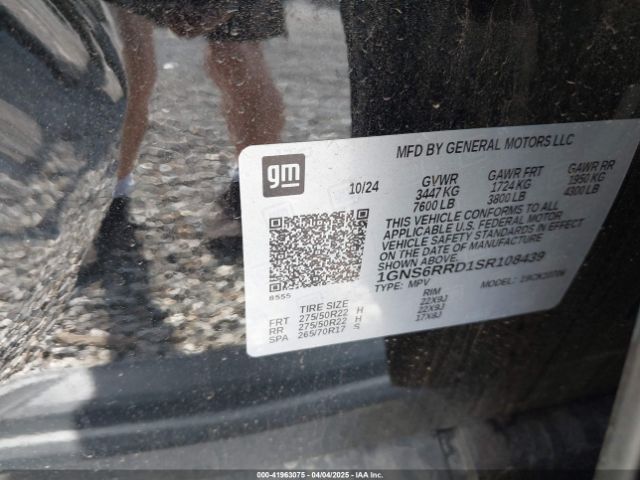 gm
MFD BY GENERAL MOTORS LLC
10/24
GVWR GAWR FRT GAWR RR
3447 KG 1724 KG 1950 KG
7600 LB 3800 LB 4300 LB
THIS VEHICLE CONFORMS TO ALL
APPLICABLE U.S. FEDERAL MOTOR
VEHICLE SAFETY STANDARDS IN EFFECT
ON THE DATE OF MANUFACTURE
SHOWN ABOVE.
1GNS6RRD1SR108439
TYPE: MPV MODEL:
8555
TIRE SIZE RIM
FRT 275/50R22 H 22X9J
RR 275/50R22 H 22X9J
SPA 265/70R17 S 17X8J
000-41963075 - 04/04/2025 - IAA Inc.